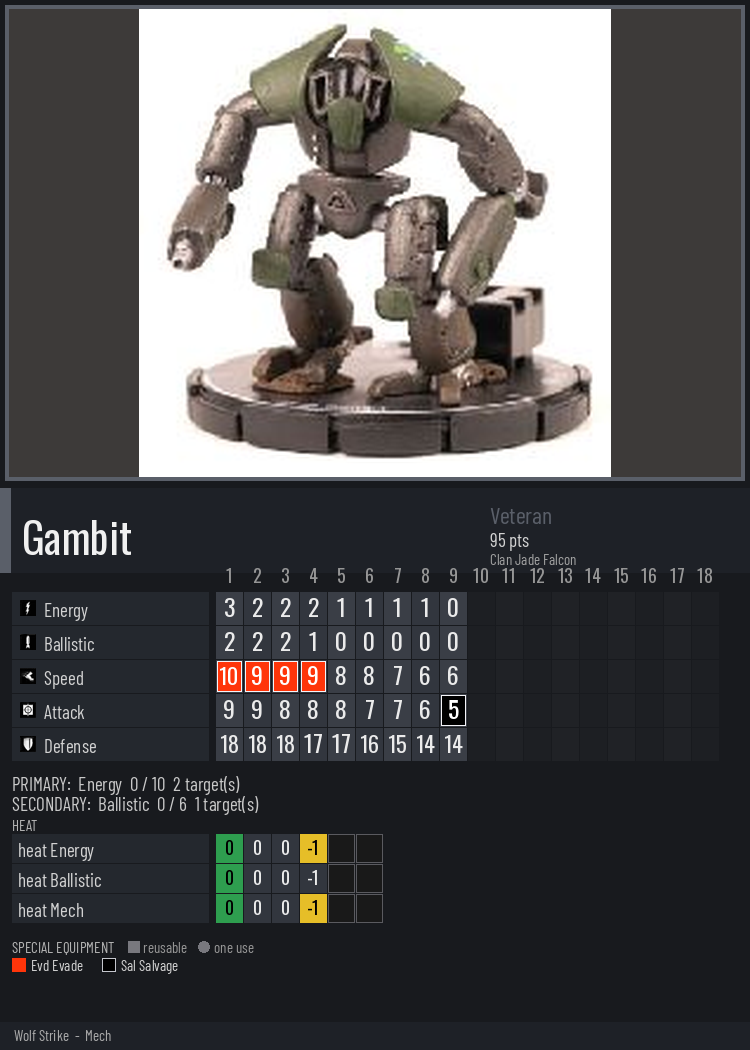 Gambit
Veteran
95 pts
Clan Jade Falcon
1 2 3 4 5 6 7 8 9 10 11 12 13 14 15 16 17 18
Energy 3 2 2 2 1 1 1 1 0
Ballistic 2 2 2 1 0 0 0 0 0
Speed 10 9 9 9 8 8 7 6 6
Attack 9 9 8 8 8 7 7 6 5
Defense 18 18 18 17 17 16 15 14 14
PRIMARY: Energy 0 / 10 2 target(s)
SECONDARY: Ballistic 0 / 6 1 target(s)
HEAT
heat Energy 0 0 0 -1
heat Ballistic 0 0 0 -1
heat Mech 0 0 0 -1
SPECIAL EQUIPMENT reusable one use
Evd Evade Sal Salvage
Wolf Strike - Mech